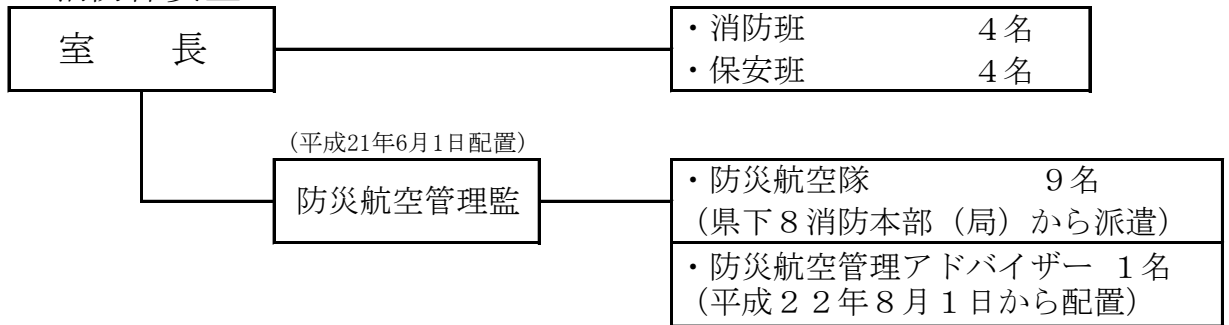 室　　長
・消防班　　　　　４名
・保安班　　　　　４名
（平成21年6月1日配置）
防災航空管理監
・防災航空隊　　　　　９名
（県下８消防本部（局）から派遣）
・防災航空管理アドバイザー　１名
（平成２２年８月１日から配置）